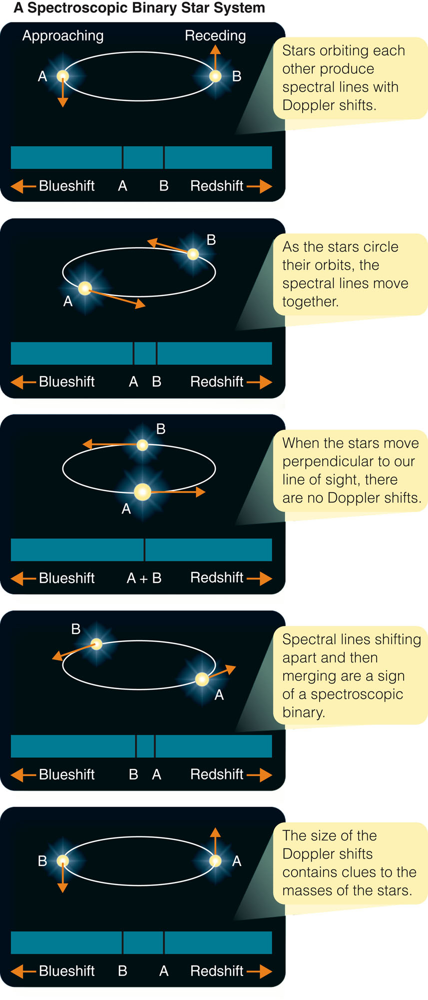 A Spectroscopic Binary Star System
Approaching
Receding
A
B
Stars orbiting each
other produce
spectral lines with
Doppler shifts.
Blueshift A B Redshift
B
A
As the stars circle
their orbits, the
spectral lines move
together.
Blueshift A B Redshift
B
A
When the stars move
perpendicular to our
line of sight, there
are no Doppler shifts.
Blueshift A + B Redshift
B
A
Spectral lines shifting
apart and then
merging are a sign
of a spectroscopic
binary.
Blueshift B A Redshift
B
A
The size of the
Doppler shifts
contains clues to the
masses of the stars.
Blueshift B A Redshift